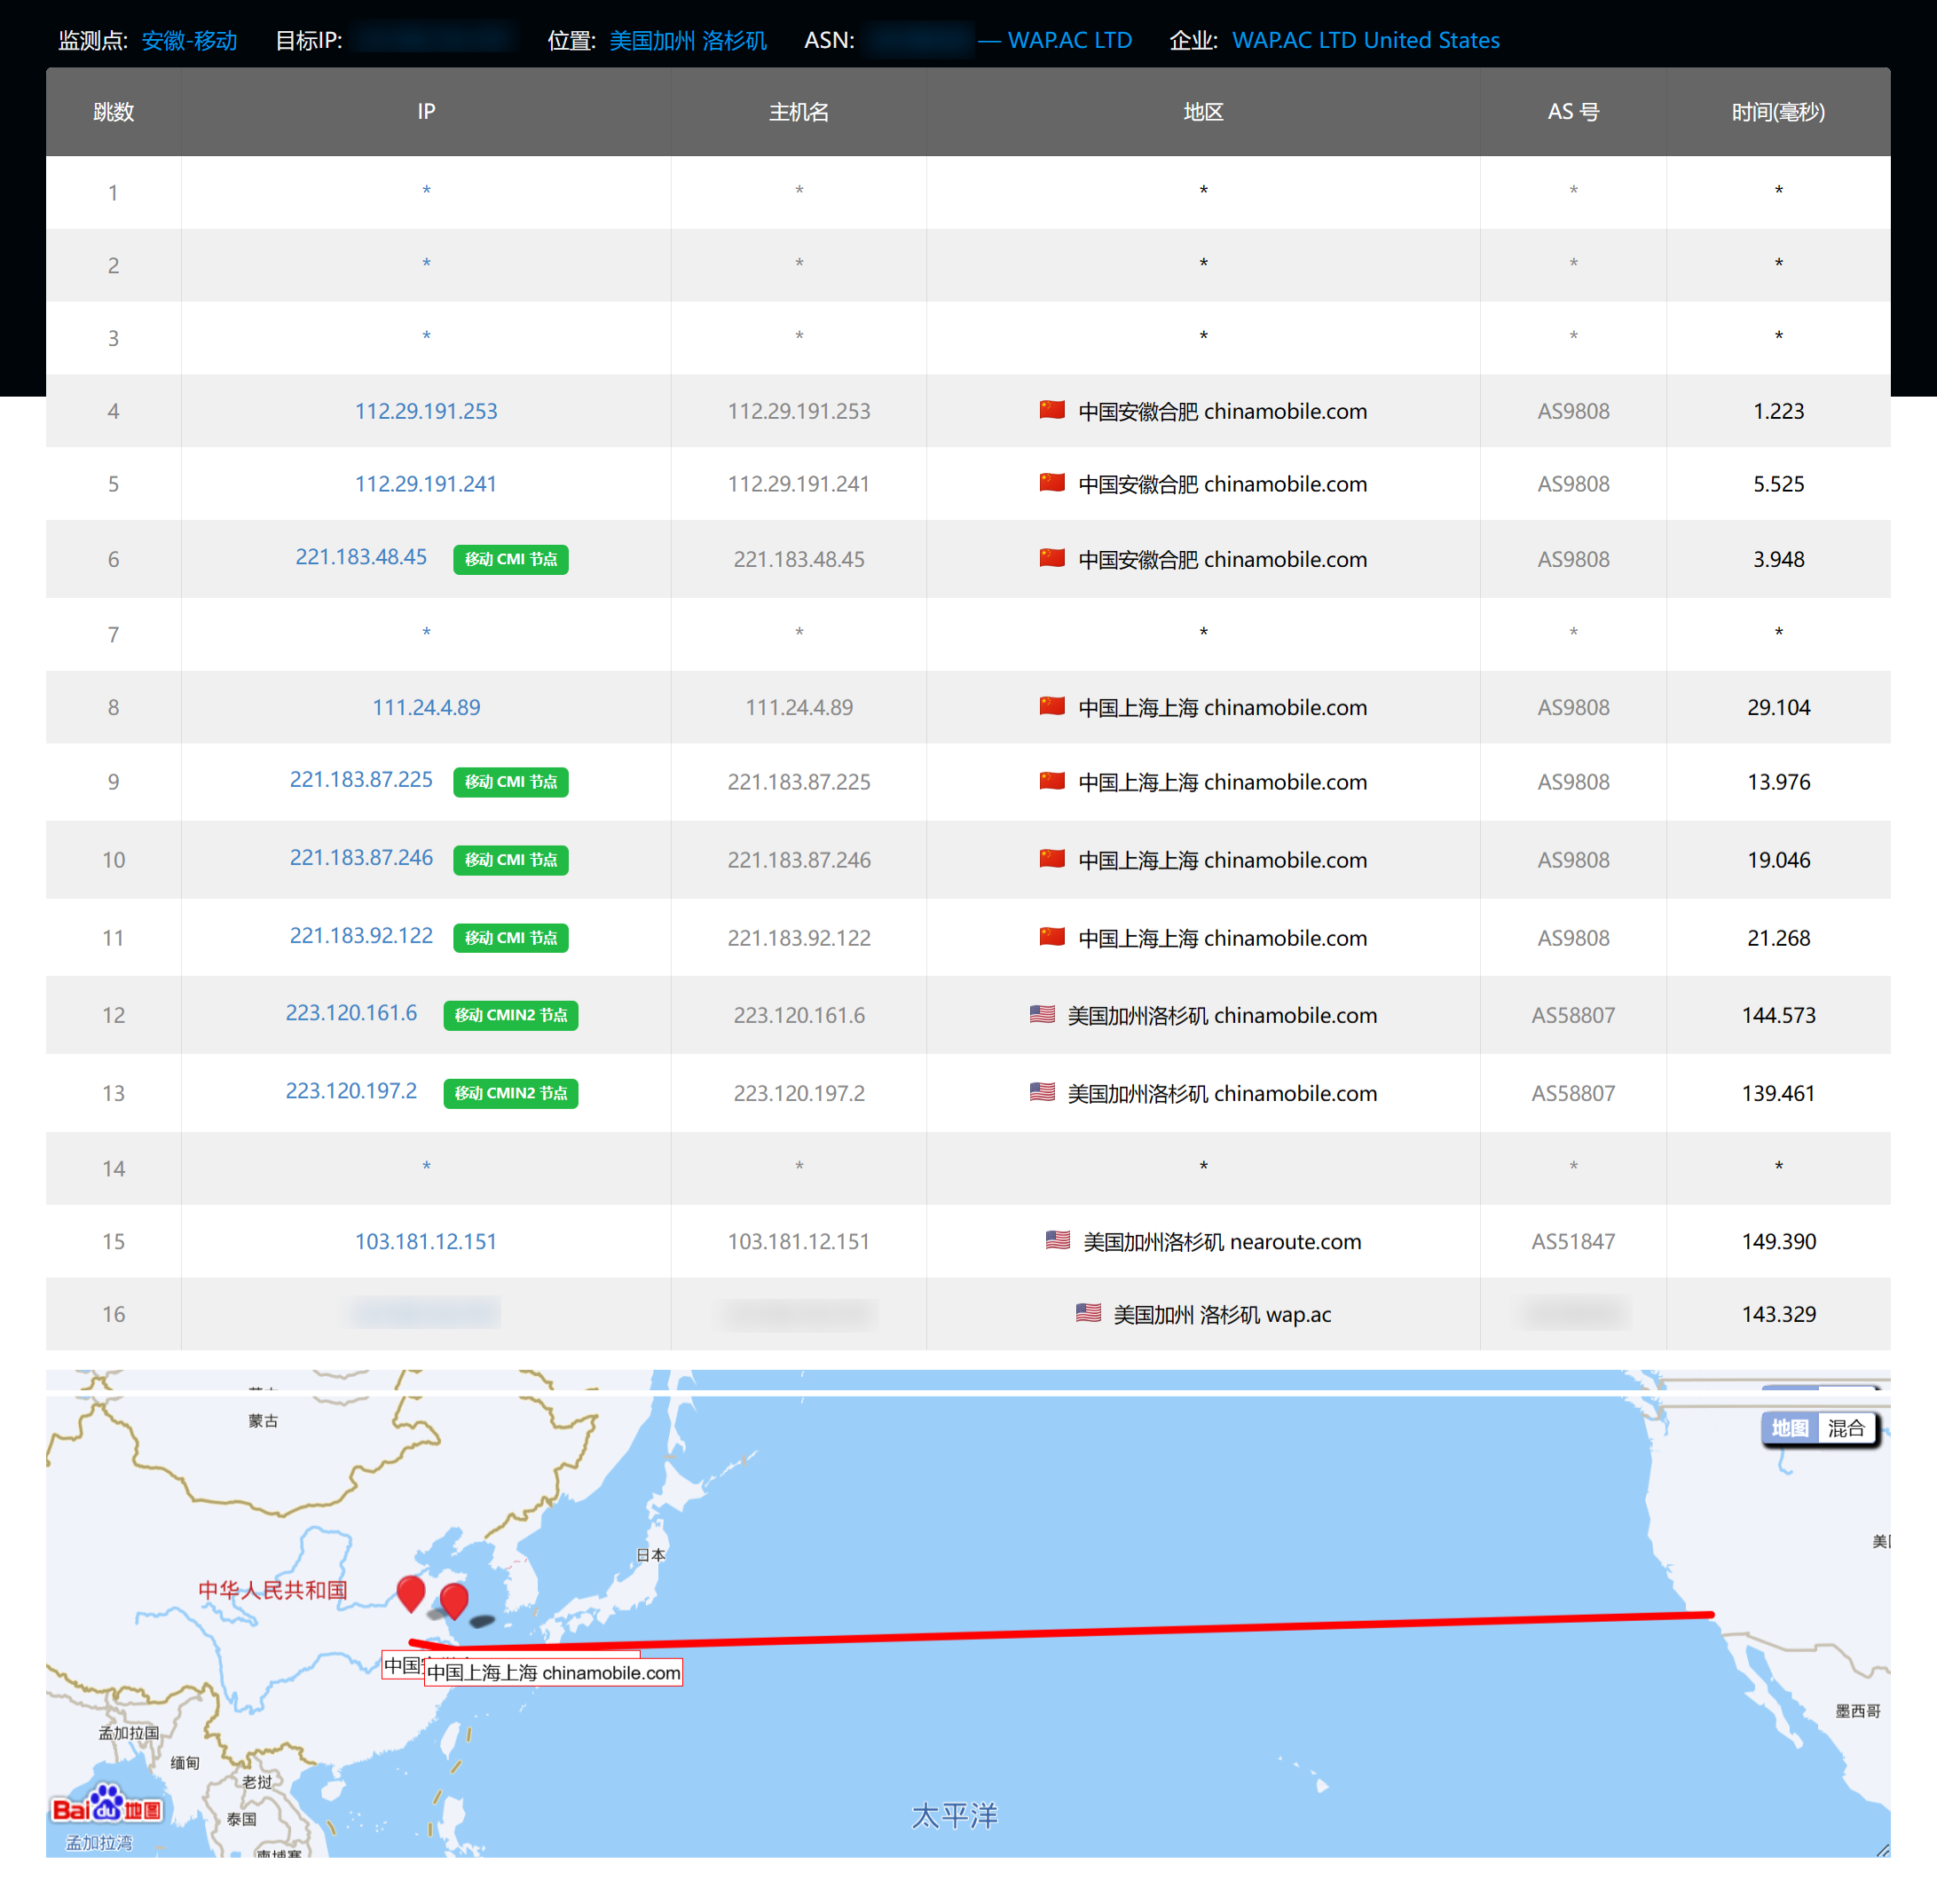 监测点: 安徽-移动 目标IP: 位置: 美国加州 洛杉矶 ASN: — WAP.AC LTD 企业: WAP.AC LTD United States
跳数 IP 主机名 地区 AS 号 时间(毫秒)
1 * * * * *
2 * * * * *
3 * * * * *
4 112.29.191.253 112.29.191.253 中国安徽合肥 chinamobile.com AS9808 1.223
5 112.29.191.241 112.29.191.241 中国安徽合肥 chinamobile.com AS9808 5.525
6 221.183.48.45 移动 CMI 节点 221.183.48.45 中国安徽合肥 chinamobile.com AS9808 3.948
7 * * * * *
8 111.24.4.89 111.24.4.89 中国上海上海 chinamobile.com AS9808 29.104
9 221.183.87.225 移动 CMI 节点 221.183.87.225 中国上海上海 chinamobile.com AS9808 13.976
10 221.183.87.246 移动 CMI 节点 221.183.87.246 中国上海上海 chinamobile.com AS9808 19.046
11 221.183.92.122 移动 CMI 节点 221.183.92.122 中国上海上海 chinamobile.com AS9808 21.268
12 223.120.161.6 移动 CMIN2 节点 223.120.161.6 美国加州洛杉矶 chinamobile.com AS58807 144.573
13 223.120.197.2 移动 CMIN2 节点 223.120.197.2 美国加州洛杉矶 chinamobile.com AS58807 139.461
14 * * * * *
15 103.181.12.151 103.181.12.151 美国加州洛杉矶 nearoute.com AS51847 149.390
16 美国加州 洛杉矶 wap.ac 143.329
蒙古
地图 混合
日本
美
中华人民共和国
中国
中国上海上海 chinamobile.com
墨西哥
孟加拉国
缅甸
老挝
Bai du 地图
泰国
太平洋
孟加拉湾
柬埔寨